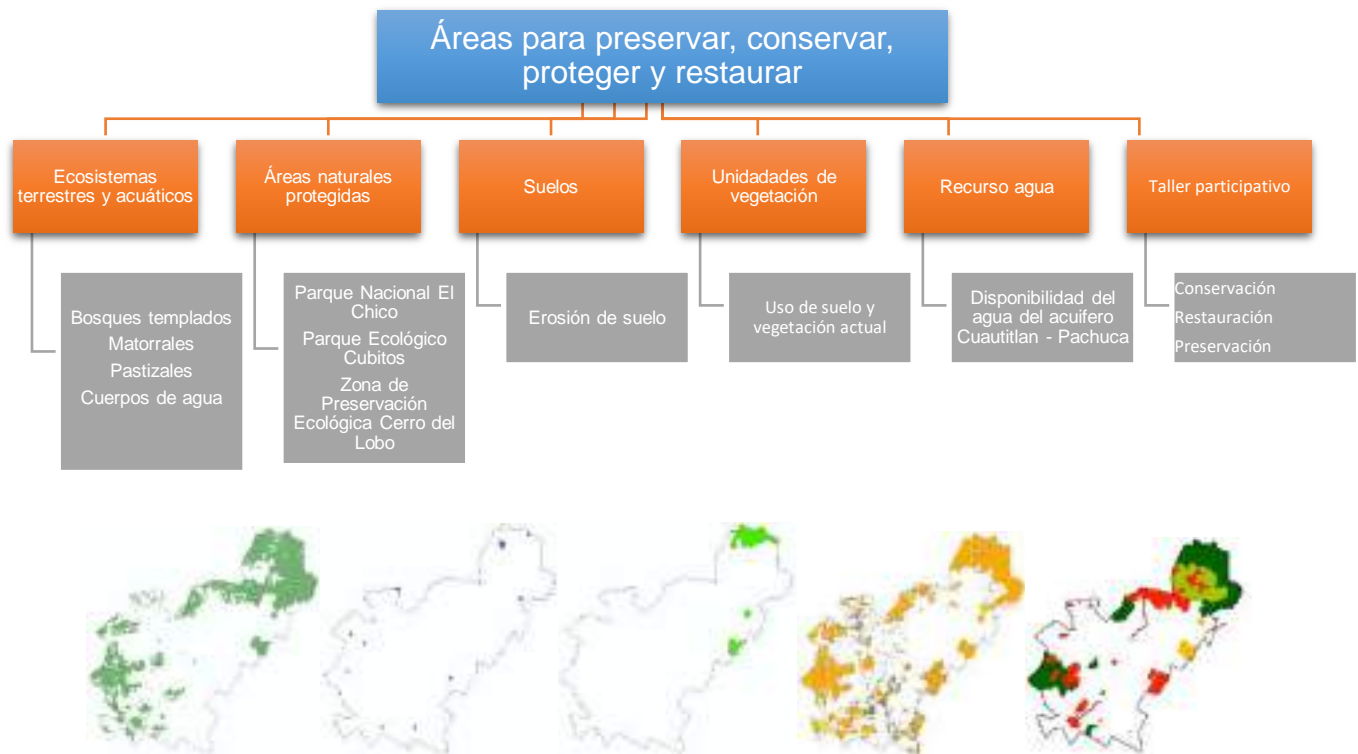 Áreas para preservar, conservar,
proteger y restaurar
Ecosistemas
terrestres y acuáticos
Áreas naturales
protegidas
Suelos
Unidadades de
vegetación
Recurso agua
Taller participativo
Bosques templados
Matorrales
Pastizales
Cuerpos de agua
Parque Nacional El
Chico
Parque Ecológico
Cubitos
Zona de
Preservación
Ecológica Cerro del
Lobo
Erosión de suelo
Uso de suelo y
vegetación actual
Disponibilidad del
agua del acuifero
Cuautitlan - Pachuca
Conservación
Restauración
Preservación